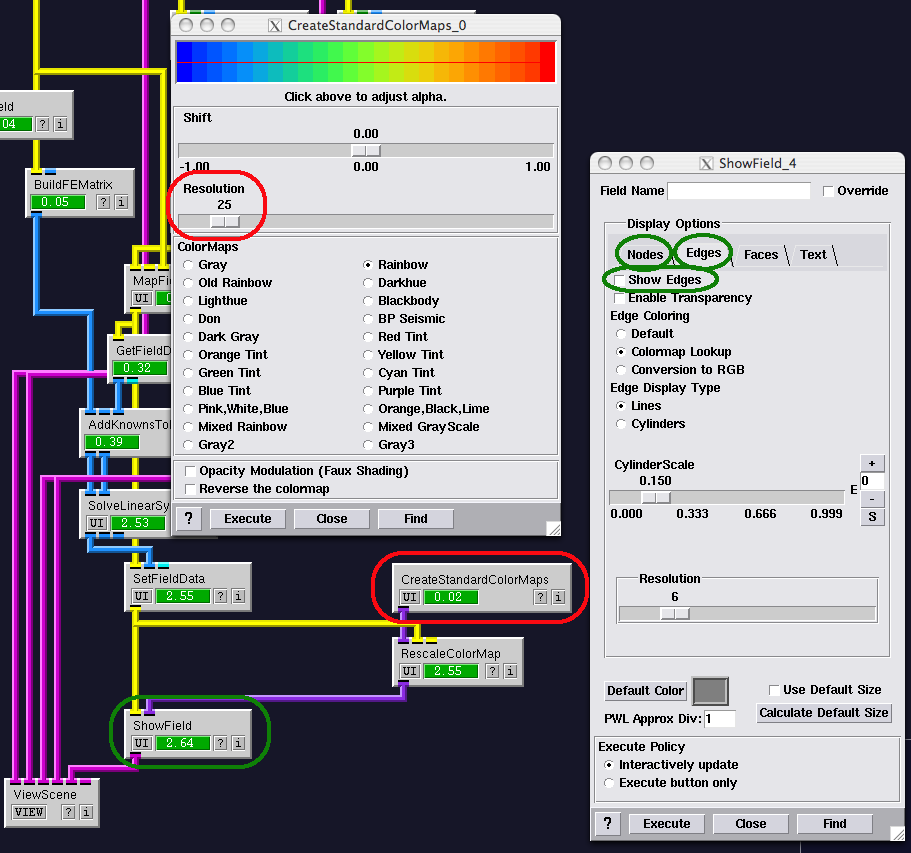 CreateStandardColorMaps_0
Click above to adjust alpha.
Shift
0.00
-1.00 0.00 1.00
Resolution
25
ColorMaps
Gray Rainbow
Old Rainbow Darkhue
Lighthue Blackbody
Don BP Seismic
Dark Gray Red Tint
Orange Tint Yellow Tint
Green Tint Cyan Tint
Blue Tint Purple Tint
Pink,White,Blue Orange,Black,Lime
Mixed Rainbow Mixed GrayScale
Gray2 Gray3
Opacity Modulation (Faux Shading)
Reverse the colormap
? Execute Close Find
eld
04 ? i
BuildFEMatrix
0.05 ? i
MapFi
UI
GetFieldD
0.32
AddKnownsTo
0.39
SolveLinearSy
UI 2.53
SetFieldData
UI 2.55 ? i
CreateStandardColorMaps
UI 0.02 ? i
RescaleColorMap
UI 2.55 ? i
ShowField
UI 2.64 ? i
ViewScene
VIEW ? i
ShowField_4
Field Name Override
Display Options
Nodes Edges Faces Text
Show Edges
Enable Transparency
Edge Coloring
Default
Colormap Lookup
Conversion to RGB
Edge Display Type
Lines
Cylinders
CylinderScale
0.150
0.000 0.333 0.666 0.999
+
E 0
-
S
Resolution
6
Default Color Use Default Size
PWL Approx Div: 1 Calculate Default Size
Execute Policy
Interactively update
Execute button only
? Execute Close Find